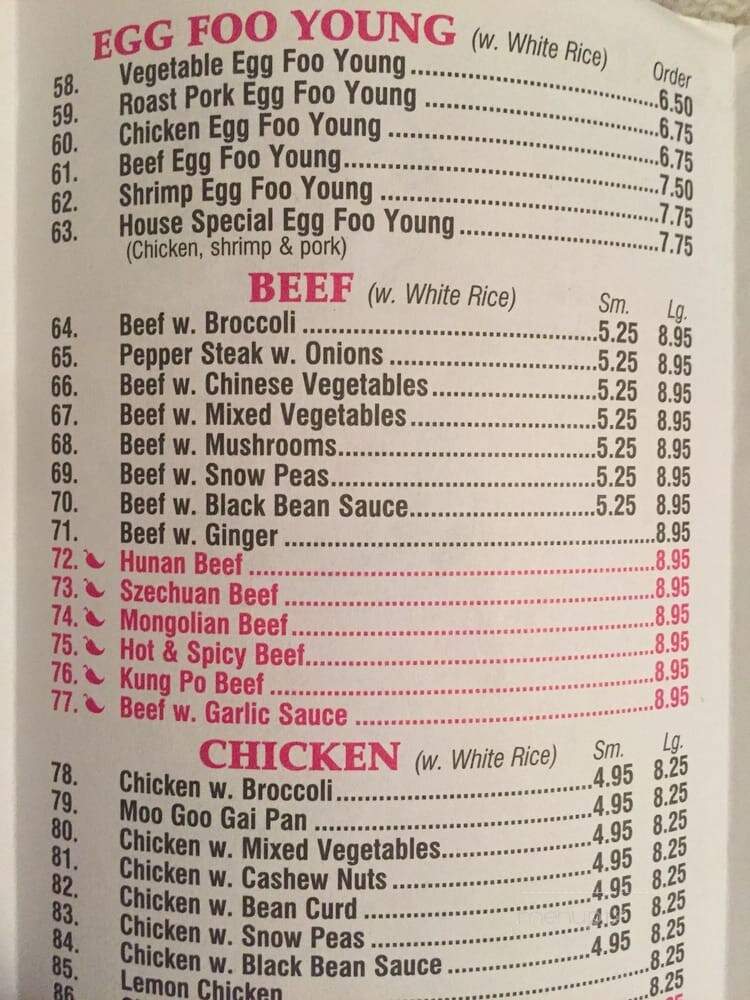 EGG FOO YOUNG (w. White Rice)
Order
58. Vegetable Egg Foo Young 6.50
59. Roast Pork Egg Foo Young 6.75
60. Chicken Egg Foo Young 6.75
61. Beef Egg Foo Young 7.50
62. Shrimp Egg Foo Young 7.75
63. House Special Egg Foo Young 7.75
(Chicken, shrimp & pork)
BEEF (w. White Rice) Sm. Lg.
64. Beef w. Broccoli 5.25 8.95
65. Pepper Steak w. Onions 5.25 8.95
66. Beef w. Chinese Vegetables 5.25 8.95
67. Beef w. Mixed Vegetables 5.25 8.95
68. Beef w. Mushrooms 5.25 8.95
69. Beef w. Snow Peas 5.25 8.95
70. Beef w. Black Bean Sauce 5.25 8.95
71. Beef w. Ginger 8.95
72. Hunan Beef 8.95
73. Szechuan Beef 8.95
74. Mongolian Beef 8.95
75. Hot & Spicy Beef 8.95
76. Kung Po Beef 8.95
77. Beef w. Garlic Sauce 8.95
CHICKEN (w. White Rice) Sm. Lg.
78. Chicken w. Broccoli 4.95 8.25
79. Moo Goo Gai Pan 4.95 8.25
80. Chicken w. Mixed Vegetables 4.95 8.25
81. Chicken w. Cashew Nuts 4.95 8.25
82. Chicken w. Bean Curd 4.95 8.25
83. Chicken w. Snow Peas 4.95 8.25
84. Chicken w. Black Bean Sauce 4.95 8.25
85. Lemon Chicken 8.25
86 8.25